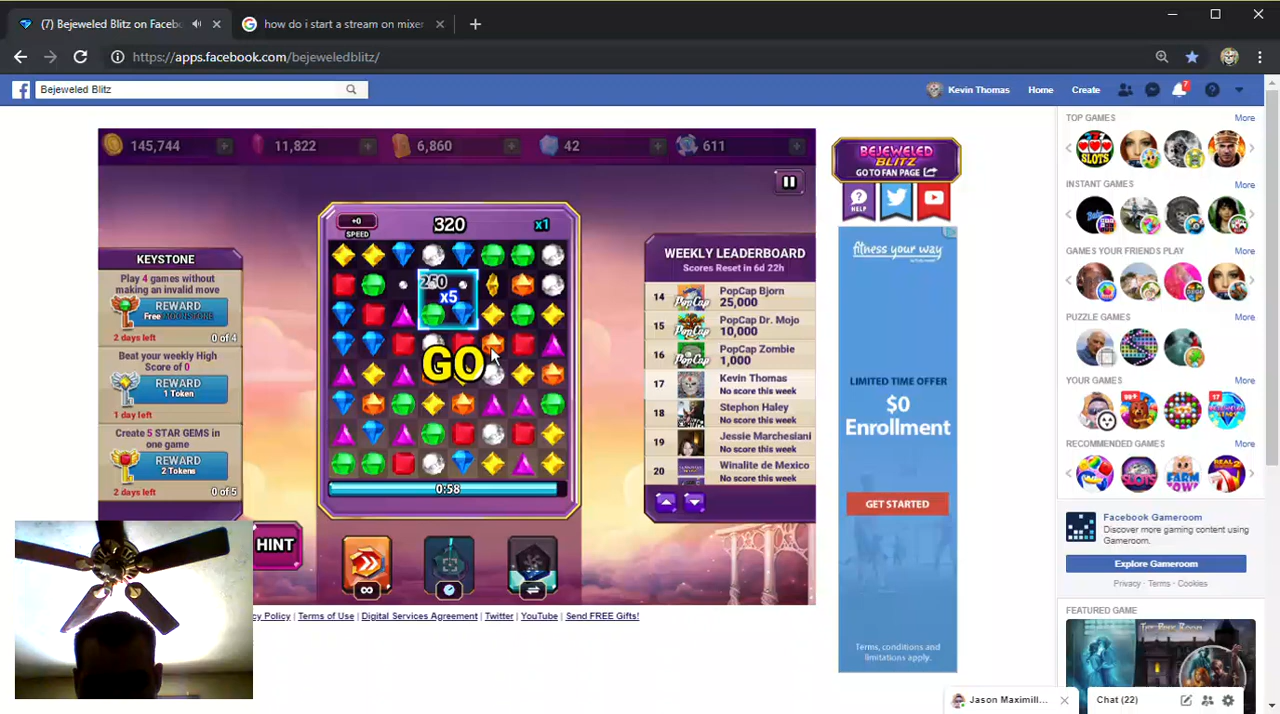 (7) Bejeweled Blitz on Faceb
how do i start a stream on mixer
https://apps.facebook.com/bejeweledblitz/
Bejeweled Blitz
Kevin Thomas
Home
Create
7
145,744
11,822
6,860
42
611
+0
SPEED
320
x1
250
x5
GO
0:58
KEYSTONE
Play 4 games without
making an invalid move
REWARD
Free MOONSTONE
2 days left
0 of 4
Beat your weekly High
Score of 0
REWARD
1 Token
1 day left
Create 5 STAR GEMS in
one game
REWARD
2 Tokens
2 days left
0 of 5
HINT
WEEKLY LEADERBOARD
Scores Reset in 6d 22h
14
PopCap
PopCap Bjorn
25,000
15
PopCap
PopCap Dr. Mojo
10,000
16
PopCap
PopCap Zombie
1,000
17
Kevin Thomas
No score this week
18
Stephon Haley
No score this week
19
Jessie Marchesiani
No score this week
20
Winalite de Mexico
No score this week
cy Policy | Terms of Use | Digital Services Agreement | Twitter | YouTube | Send FREE Gifts!
BEJEWELED
BLITZ
GO TO FAN PAGE
HELP
fitness your way
LIMITED TIME OFFER
$0
Enrollment
GET STARTED
Terms, conditions and
limitations apply.
TOP GAMES
More
777
SLOTS
INSTANT GAMES
More
GAMES YOUR FRIENDS PLAY
More
PUZZLE GAMES
More
YOUR GAMES
More
99+
17
RECOMMENDED GAMES
More
SLOTS
FARM
Facebook Gameroom
Discover more gaming content using
Gameroom.
Explore Gameroom
Privacy · Terms · Cookies
FEATURED GAME
Jason Maximill...
Chat (22)